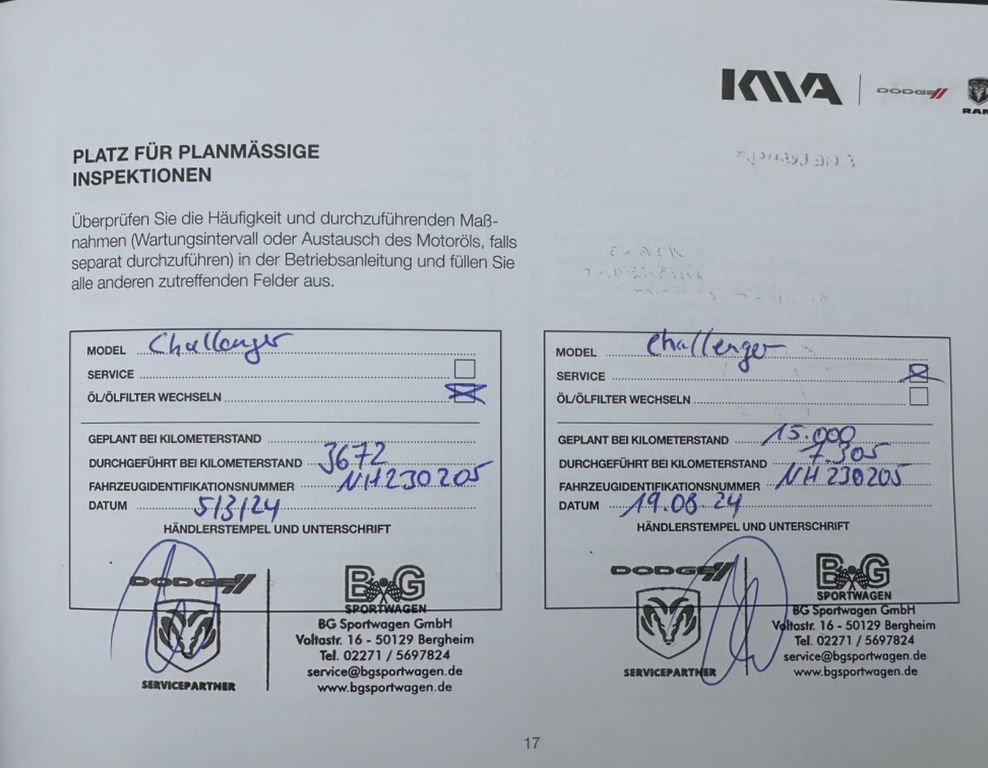 KWA DODGE RAM
PLATZ FÜR PLANMÄSSIGE
INSPEKTIONEN
Überprüfen Sie die Häufigkeit und durchzuführenden Maß-
nahmen (Wartungsintervall oder Austausch des Motoröls, falls
separat durchzuführen) in der Betriebsanleitung und füllen Sie
alle anderen zutreffenden Felder aus.
MODEL Challenger
SERVICE
ÖL/ÖLFILTER WECHSELN
GEPLANT BEI KILOMETERSTAND
DURCHGEFÜHRT BEI KILOMETERSTAND 3672
FAHRZEUGIDENTIFIKATIONSNUMMER NH230205
DATUM 5/3/24
HÄNDLERSTEMPEL UND UNTERSCHRIFT
DODGE
SERVICEPARTNER
BG
SPORTWAGEN
BG Sportwagen GmbH
Voltastr. 16 - 50129 Bergheim
Tel. 02271 / 5697824
service@bgsportwagen.de
www.bgsportwagen.de
MODEL Challenger
SERVICE
ÖL/ÖLFILTER WECHSELN
GEPLANT BEI KILOMETERSTAND 15.000
DURCHGEFÜHRT BEI KILOMETERSTAND 7.305
FAHRZEUGIDENTIFIKATIONSNUMMER NH230205
DATUM 19.08.24
HÄNDLERSTEMPEL UND UNTERSCHRIFT
DODGE
SERVICEPARTNER
BG
SPORTWAGEN
BG Sportwagen GmbH
Voltastr. 16 - 50129 Bergheim
Tel. 02271 / 5697824
service@bgsportwagen.de
www.bgsportwagen.de
17